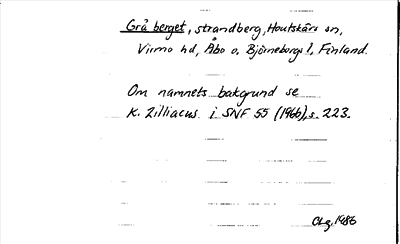 Grå berget, strandberg, Houtskärs sn,
Virmo hd, Åbo o. Björneborgs l, Finland.
Om namnets bakgrund se
K. Zilliacus i SNF 55 (1966), s. 223.
1986